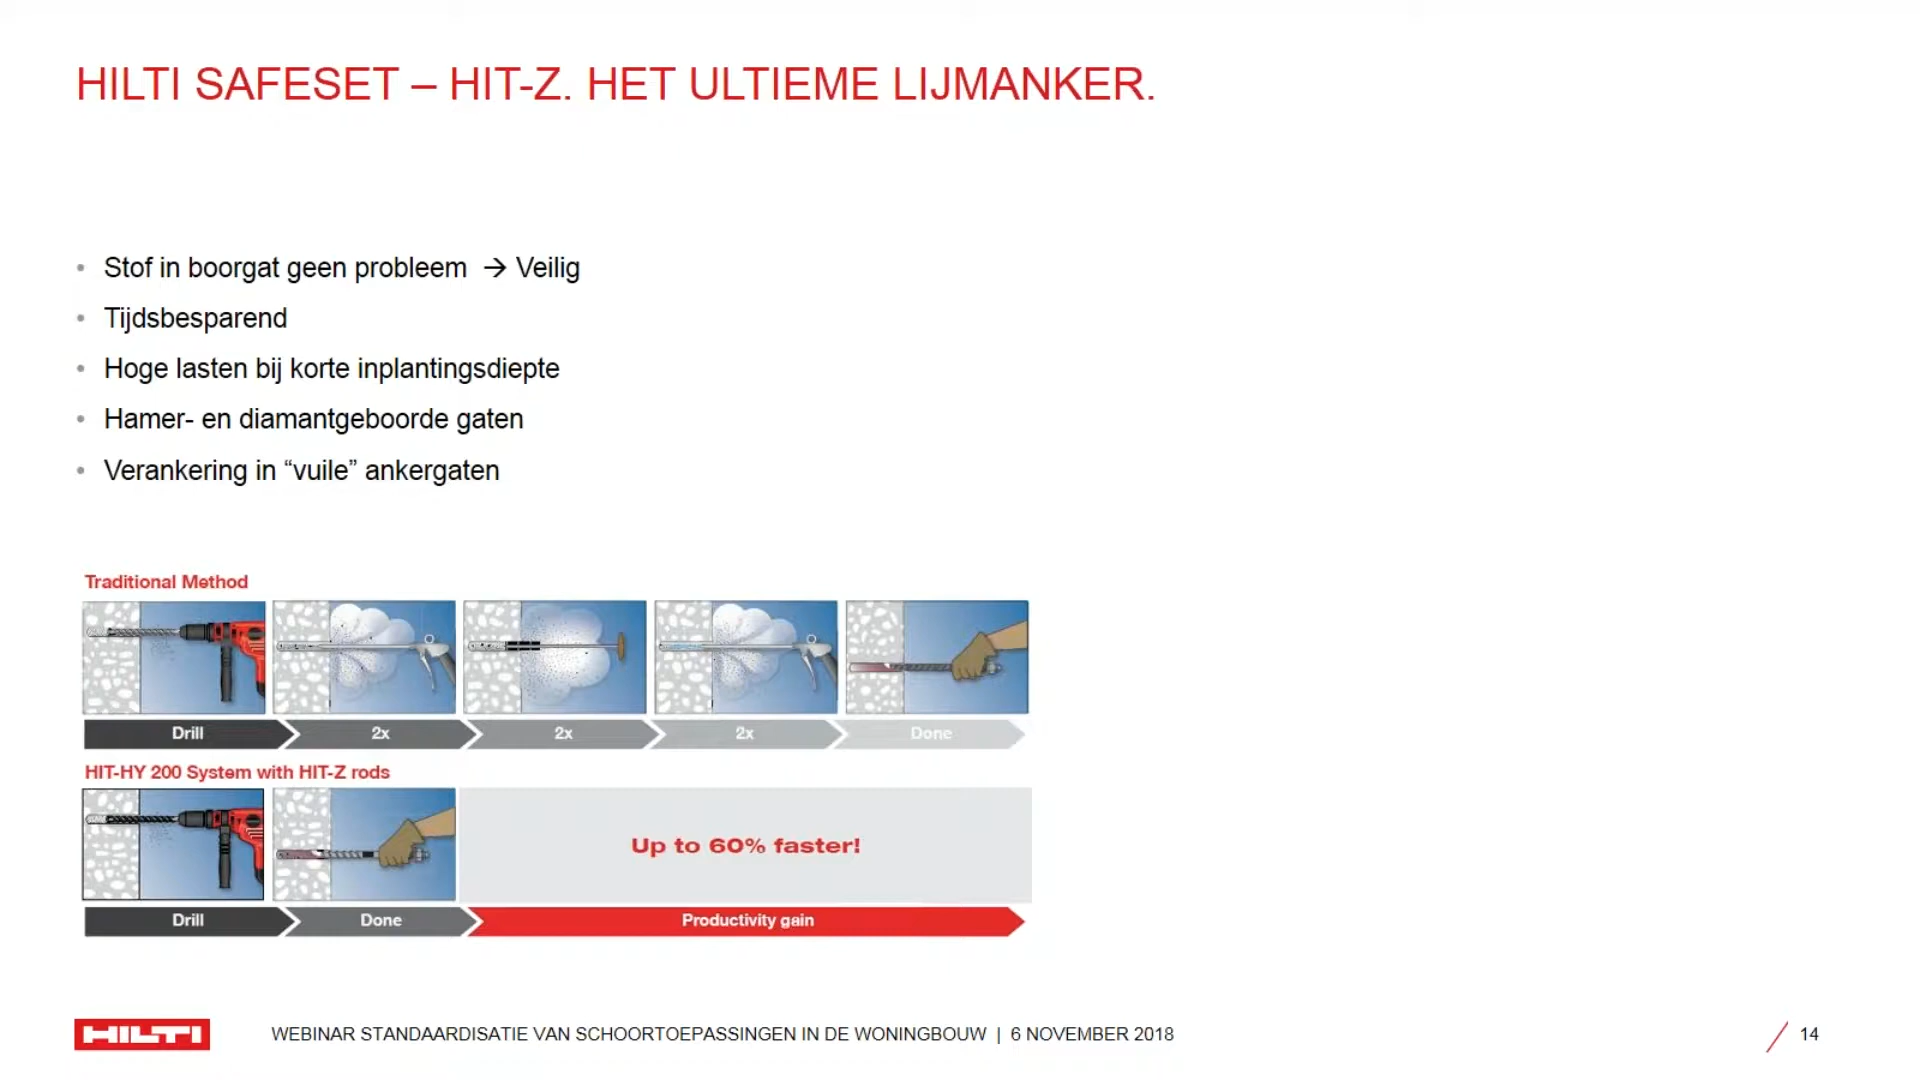 HILTI SAFESET – HIT-Z. HET ULTIEME LIJMANKER.
• Stof in boorgat geen probleem → Veilig
• Tijdsbesparend
• Hoge lasten bij korte inplantingsdiepte
• Hamer- en diamantgeboorde gaten
• Verankering in “vuile” ankergaten
Traditional Method
Drill 2x 2x 2x Done
HIT-HY 200 System with HIT-Z rods
Up to 60% faster!
Drill Done Productivity gain
HILTI WEBINAR STANDAARDISATIE VAN SCHOORTOEPASSINGEN IN DE WONINGBOUW | 6 NOVEMBER 2018 14